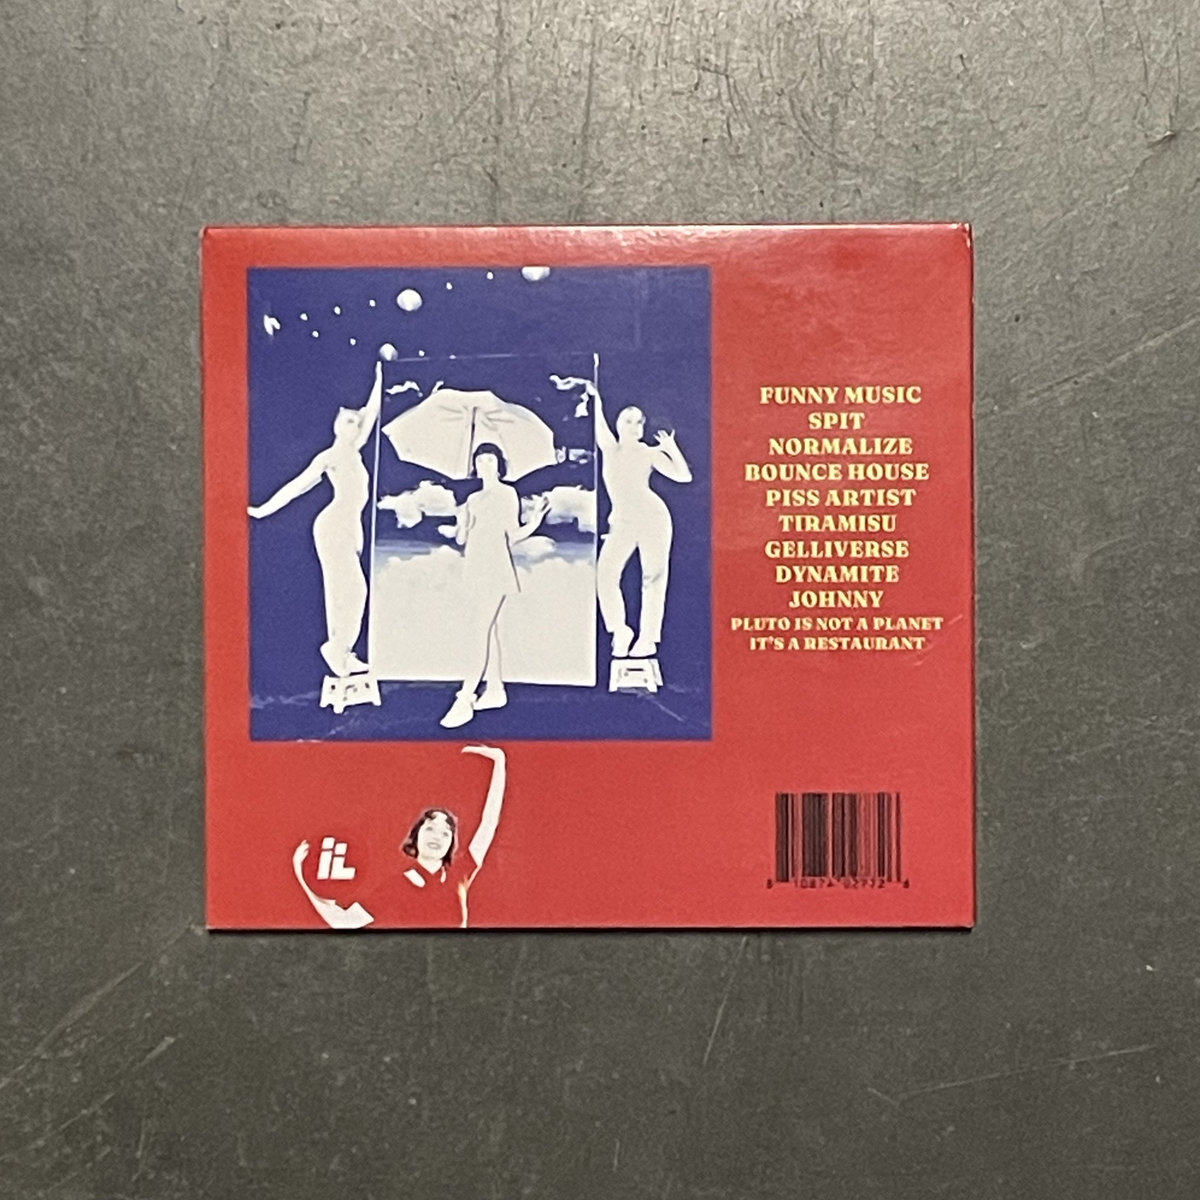 FUNNY MUSIC
SPIT
NORMALIZE
BOUNCE HOUSE
PISS ARTIST
TIRAMISU
GELLIVERSE
DYNAMITE
JOHNNY
PLUTO IS NOT A PLANET
IT'S A RESTAURANT
iL